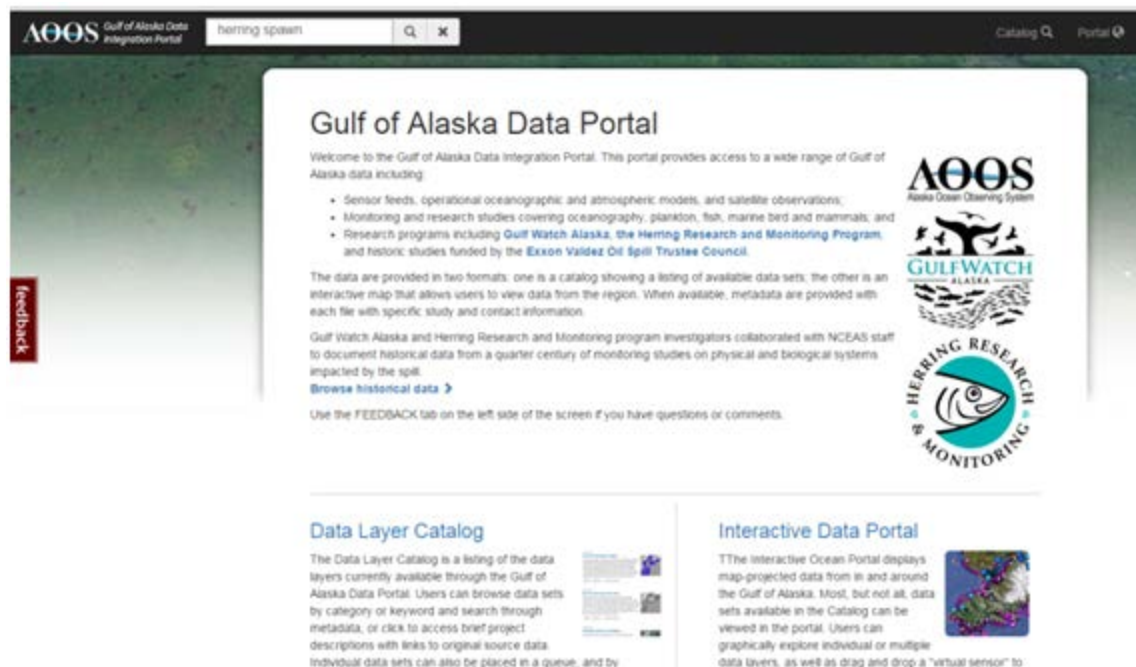 AOOS Gulf of Alaska Data
Integration Portal
herring spawn
Catalog
Portal
Gulf of Alaska Data Portal
Welcome to the Gulf of Alaska Data Integration Portal. This portal provides access to a wide range of Gulf of
Alaska data including:
• Sensor feeds, operational oceanographic and atmospheric models, and satellite observations;
• Monitoring and research studies covering oceanography, plankton, fish, marine bird and mammals; and
• Research programs including Gulf Watch Alaska, the Herring Research and Monitoring Program,
and historic studies funded by the Exxon Valdez Oil Spill Trustee Council.
The data are provided in two formats: one is a catalog showing a listing of available data sets; the other is an
interactive map that allows users to view data from the region. When available, metadata are provided with
each file with specific study and contact information.
Gulf Watch Alaska and Herring Research and Monitoring program investigators collaborated with NCEAS staff
to document historical data from a quarter century of monitoring studies on physical and biological systems
impacted by the spill.
Browse historical data
Use the FEEDBACK tab on the left side of the screen if you have questions or comments.
AOOS
Alaska Ocean Observing System
GULFWATCH
ALASKA
HERRING RESEARCH
& MONITORING
feedback
Data Layer Catalog
The Data Layer Catalog is a listing of the data
layers currently available through the Gulf of
Alaska Data Portal. Users can browse data sets
by category or keyword and search through
metadata, or click to access brief project
descriptions with links to original source data.
Individual data sets can also be placed in a queue, and by
Interactive Data Portal
TThe Interactive Ocean Portal displays
map-projected data from in and around
the Gulf of Alaska. Most, but not all, data
sets available in the Catalog can be
viewed in the portal. Users can
graphically explore individual or multiple
data layers, as well as drag and drop a "virtual sensor" to